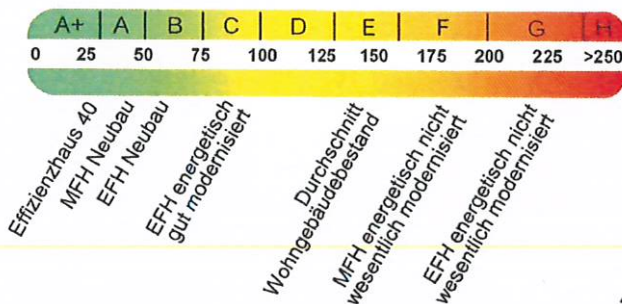 A+ A B C D E F G H
0 25 50 75 100 125 150 175 200 225 >250
Effizienzhaus 40
MFH Neubau
EFH Neubau
EFH energetisch
gut modernisiert
Durchschnitt
Wohngebäudebestand
MFH energetisch nicht
wesentlich modernisiert
EFH energetisch nicht
wesentlich modernisiert